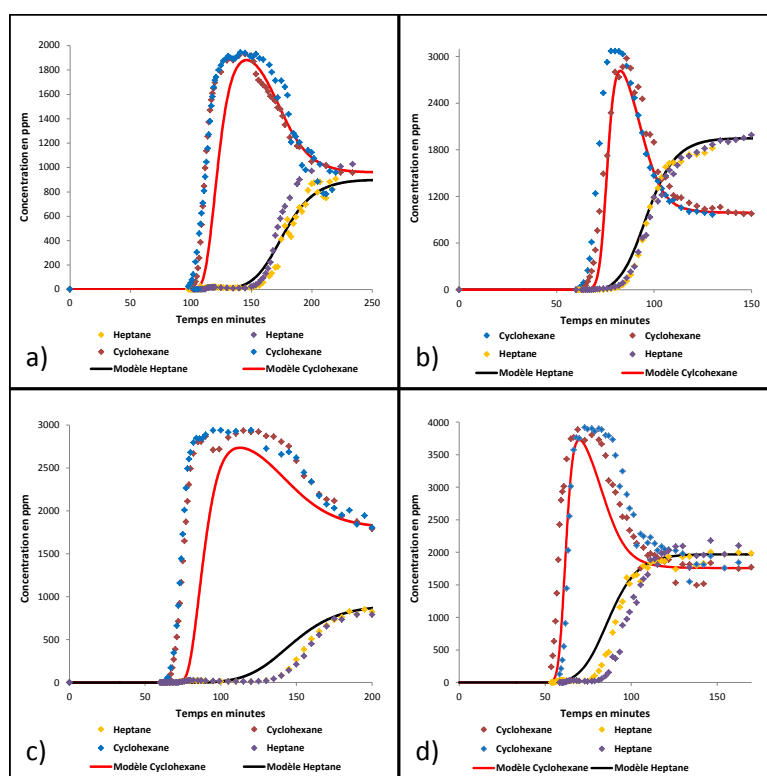 2000
1800
1600
1400
1200
1000
800
600
400
200
0
Concentration en ppm
0 50 100 150 200 250
Temps en minutes
Heptane Heptane
Cyclohexane Cyclohexane
Modèle Heptane Modèle Cyclohexane
a)
3000
2400
1800
1200
600
0
Concentration en ppm
0 50 100 150
Temps en minutes
Cyclohexane Cyclohexane
Heptane Heptane
Modèle Heptane Modèle Cylcohexane
b)
3000
2500
2000
1500
1000
500
0
Concentration en ppm
0 50 100 150 200
Temps en minutes
Heptane Cyclohexane
Cyclohexane Heptane
Modèle Cyclohexane Modèle Heptane
c)
4000
3500
3000
2500
2000
1500
1000
500
0
Concentration en ppm
0 50 100 150
Temps en minutes
Cyclohexane Heptane
Cyclohexane Heptane
Modèle Cyclohexane Modèle Heptane
d)